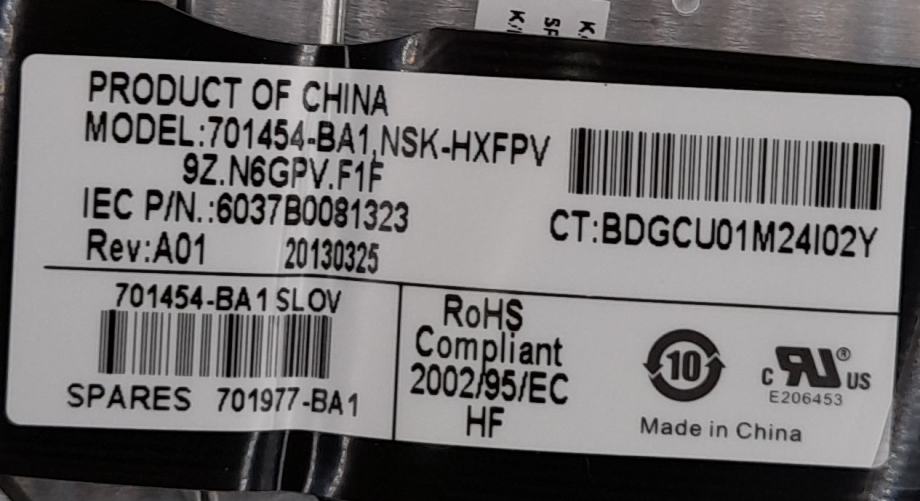 PRODUCT OF CHINA
MODEL:701454-BA1,NSK-HXFPV
9Z.N6GPV.F1F
IEC P/N.:6037B0081323
Rev:A01 20130325
CT:BDGCU01M24I02Y
701454-BA1 SLOV
SPARES 701977-BA1
RoHS
Compliant
2002/95/EC
HF
10
c RU ® US
E206453
Made in China